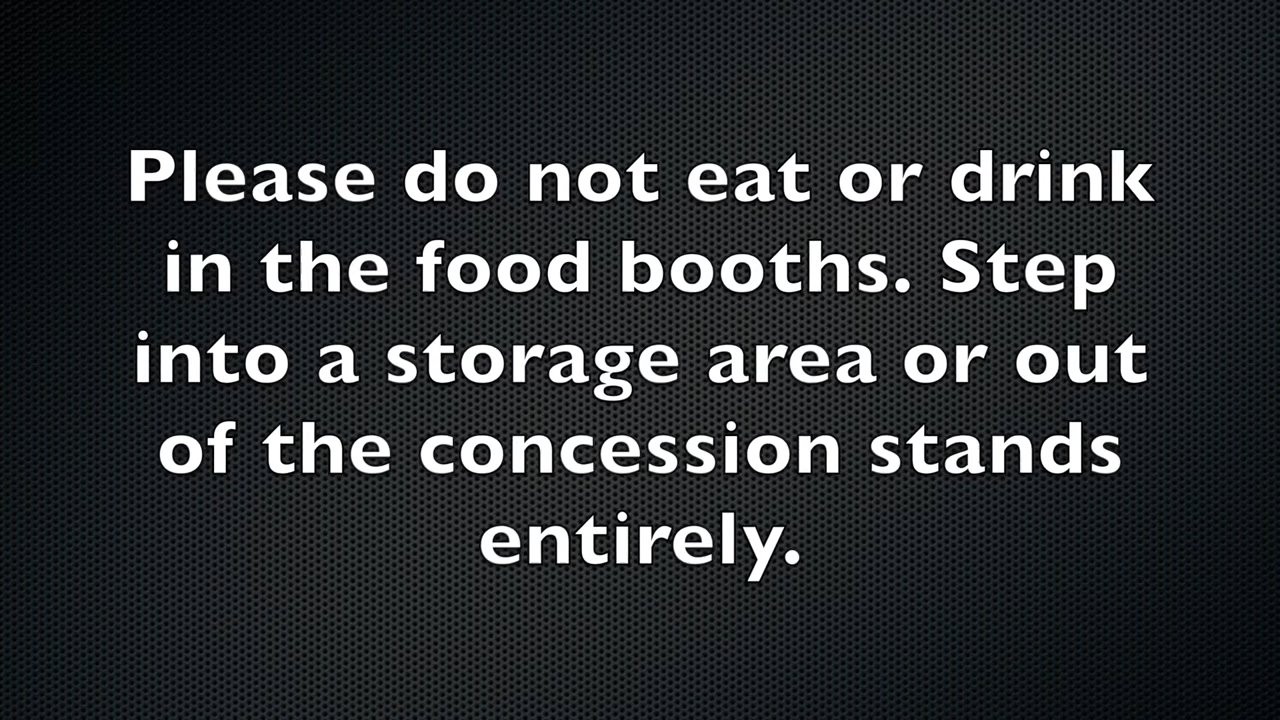 Please do not eat or drink
in the food booths. Step
into a storage area or out
of the concession stands
entirely.